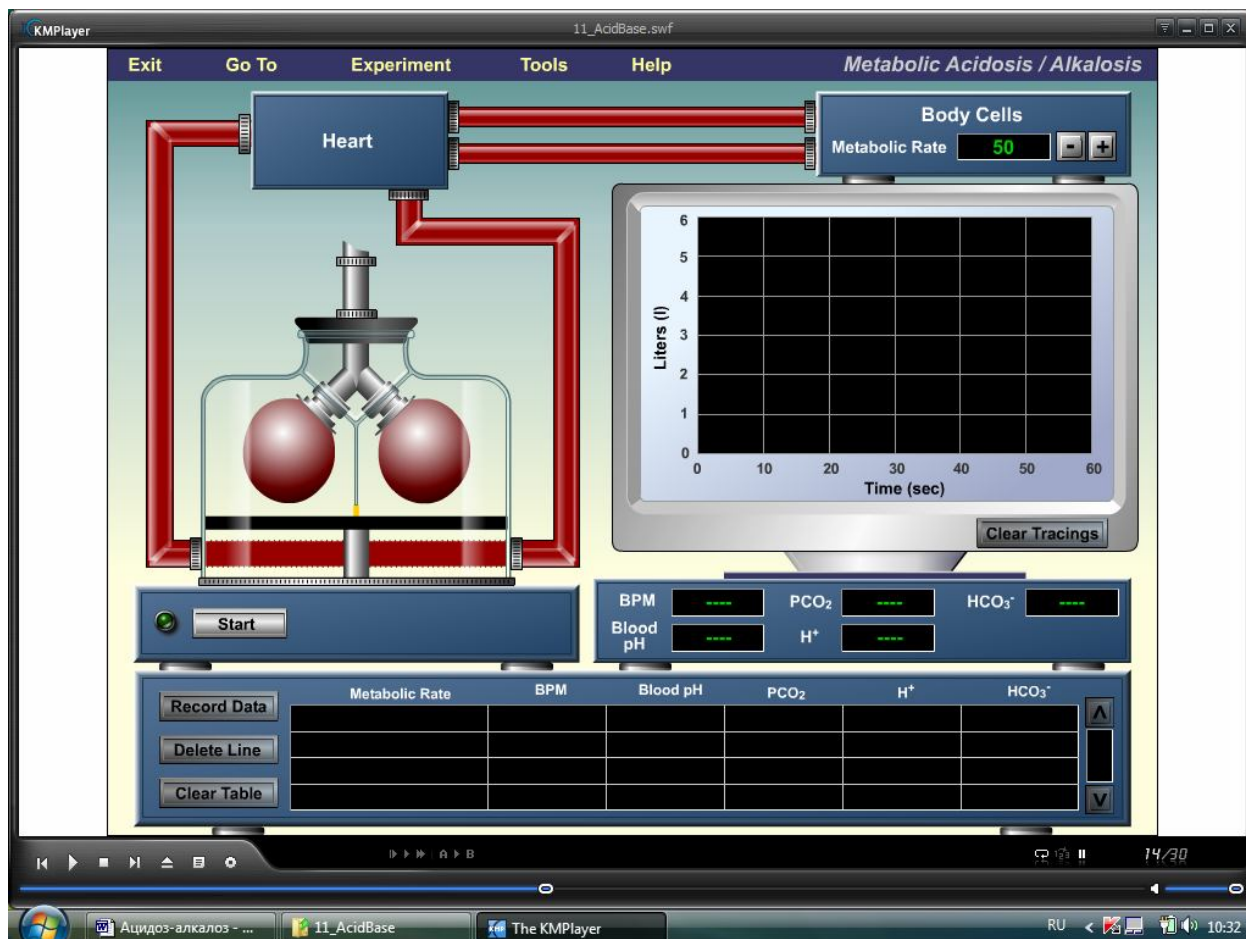 KMPlayer
11_AcidBase.swf
Exit Go To Experiment Tools Help Metabolic Acidosis / Alkalosis
Heart
Body Cells
Metabolic Rate 50 - +
6
5
4
3
2
1
0
Liters (l)
0 10 20 30 40 50 60
Time (sec)
Clear Tracings
Start
BPM ---- PCO₂ ---- HCO₃⁻ ----
Blood pH ---- H⁺ ----
Metabolic Rate BPM Blood pH PCO₂ H⁺ HCO₃⁻
Record Data
Delete Line
Clear Table
A B
14/30
Ацидоз-алкалоз - ... 11_AcidBase The KMPlayer RU 10:32